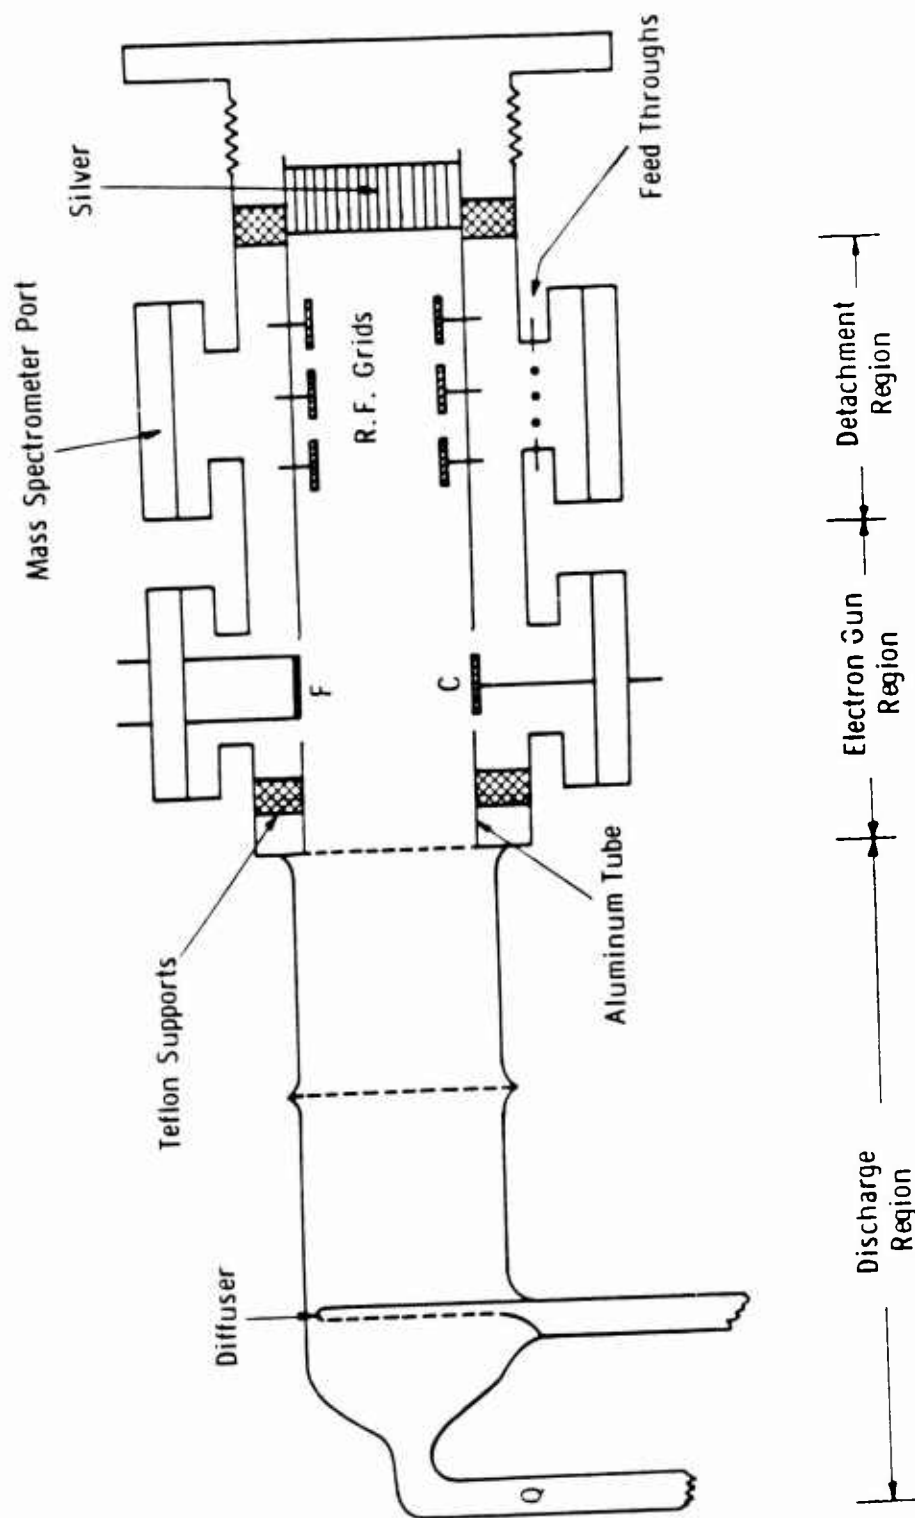 Mass Spectrometer Port
Silver
Teflon Supports
Diffuser
F
R.F. Grids
C
Q
Aluminum Tube
Feed Throughs
Discharge
Region
Electron Gun
Region
Detachment
Region